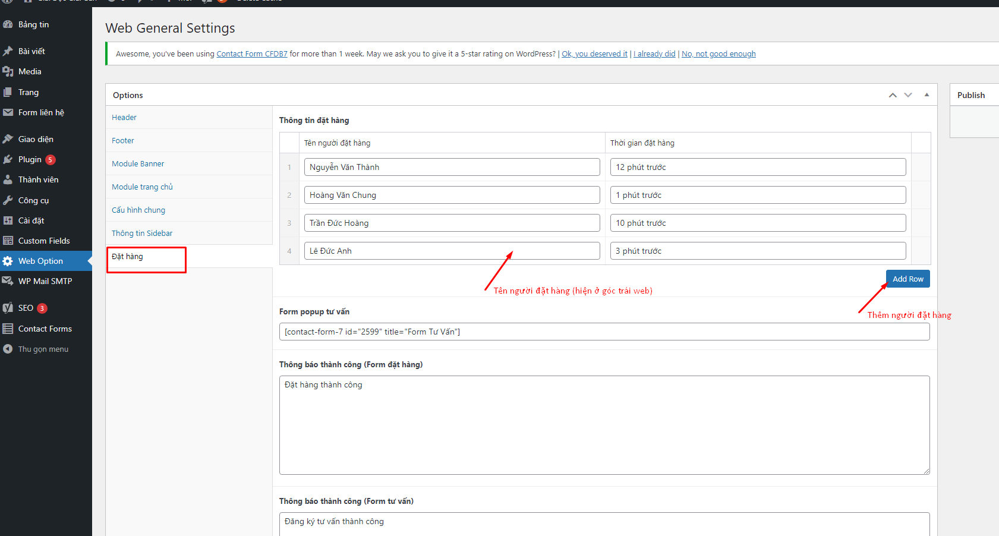 Web General Settings
Awesome, you've been using Contact Form CFDB7 for more than 1 week. May we ask you to give it a 5-star rating on WordPress? | Ok, you deserved it | I already did | No, not good enough
Bảng tin
Bài viết
Media
Trang
Form liên hệ
Giao diện
Plugin 5
Thành viên
Công cụ
Cài đặt
Custom Fields
Web Option
WP Mail SMTP
SEO 3
Contact Forms
Thu gọn menu
Options
Header
Footer
Module Banner
Module trang chủ
Cấu hình chung
Thông tin Sidebar
Đặt hàng
Thông tin đặt hàng
Tên người đặt hàng Thời gian đặt hàng
1 Nguyễn Văn Thành 12 phút trước
2 Hoàng Văn Chung 1 phút trước
3 Trần Đức Hoàng 10 phút trước
4 Lê Đức Anh 3 phút trước
Add Row
Tên người đặt hàng (hiện ở góc trái web)
Thêm người đặt hàng
Form popup tư vấn
[contact-form-7 id="2599" title="Form Tư Vấn"]
Thông báo thành công (Form đặt hàng)
Đặt hàng thành công
Thông báo thành công (Form tư vấn)
Đăng ký tư vấn thành công
Publish